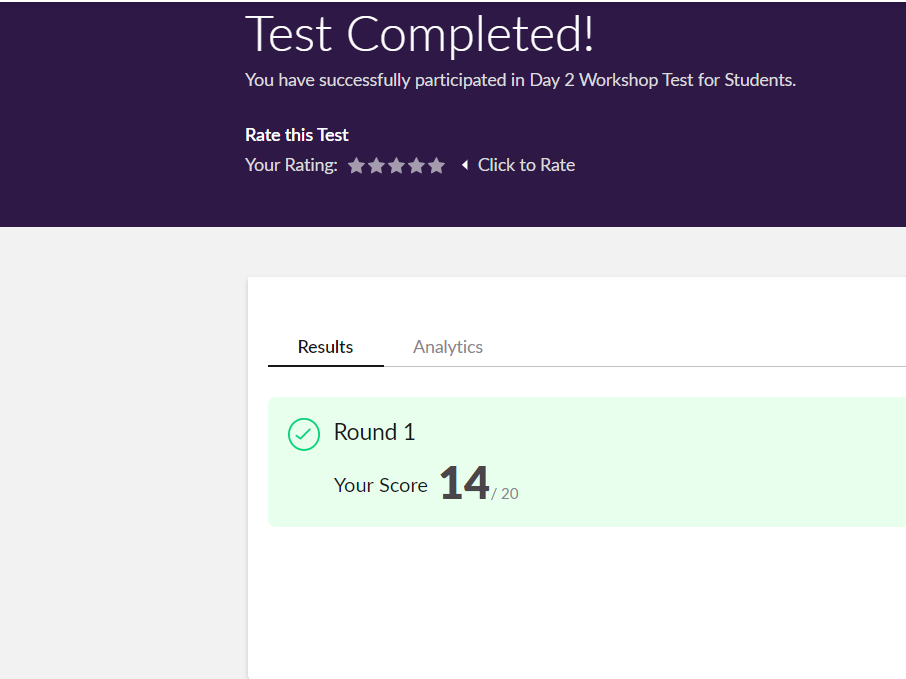 Test Completed!
You have successfully participated in Day 2 Workshop Test for Students.
Rate this Test
Your Rating: Click to Rate
Results Analytics
Round 1
Your Score 14 / 20